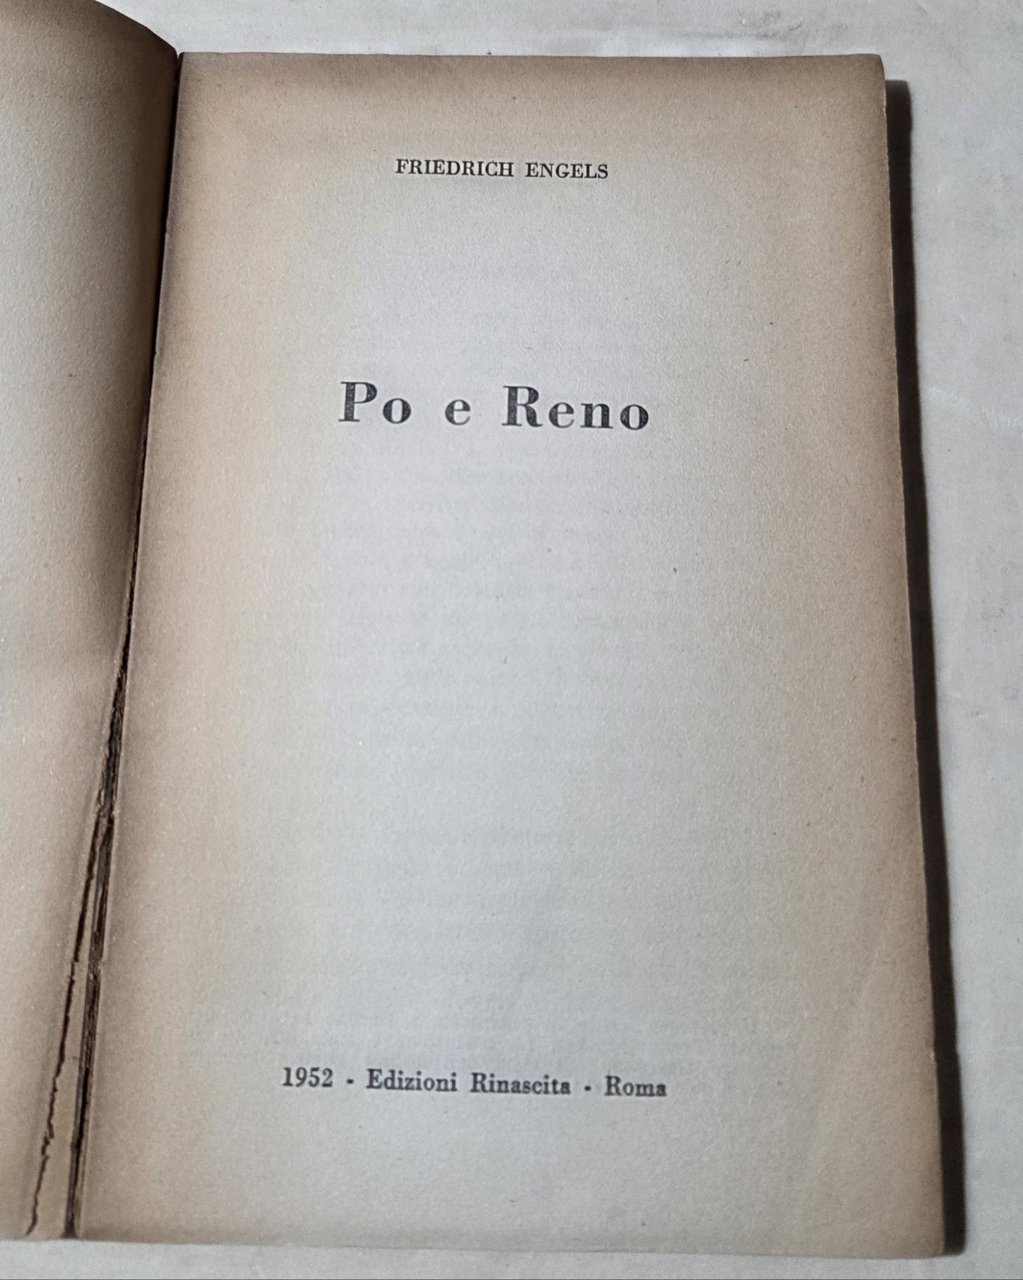 FRIEDRICH ENGELS
Po e Reno
1952 - Edizioni Rinascita - Roma